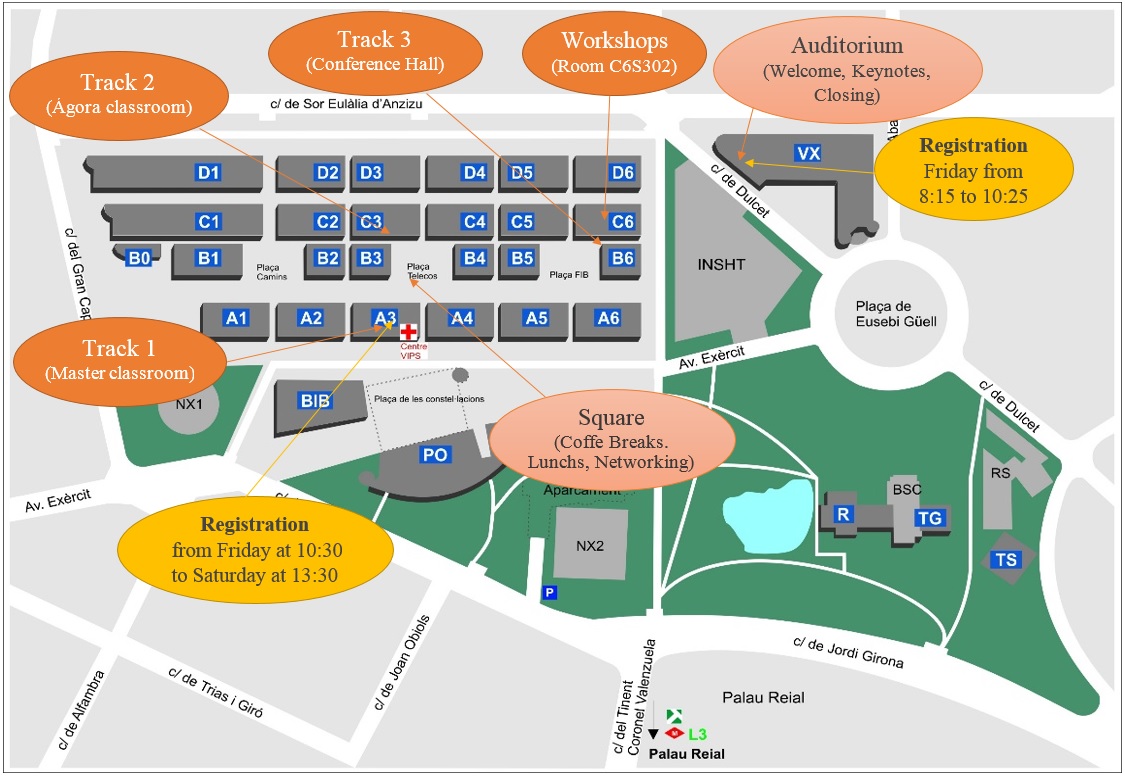 Track 3
(Conference Hall)
Workshops
(Room C6S302)
Auditorium
(Welcome, Keynotes,
Closing)
Track 2
(Àgora classroom)
c/ de Sor Eulàlia d'Anzizu
Aba
Registration
Friday from
8:15 to 10:25
VX
c/ de Dulcet
D1
D2
D3
D4
D5
D6
C1
C2
C3
C4
C5
C6
c/ del Gran Cap
B0
B1
Plaça
Camins
B2
B3
Plaça
Telecos
B4
B5
Plaça FIB
B6
INSHT
Plaça de
Eusebi Güell
A1
A2
A3
A4
A5
A6
Centre
VIPS
Av. Exèrcit
Track 1
(Master classroom)
NX1
BIB
Plaça de les constel·lacions
c/ de Dulcet
Square
(Coffe Breaks.
Lunchs, Networking)
PO
Aparcament
RS
BSC
R
TG
TS
Av. Exèrcit
c/
Registration
from Friday at 10:30
to Saturday at 13:30
NX2
P
c/ de Jordi Girona
c/ de Joan Obiols
c/ de Trias i Giró
c/ de Alfambra
c/ del Tinent
Coronel Valenzuela
Palau Reial
M
L3
Palau Reial